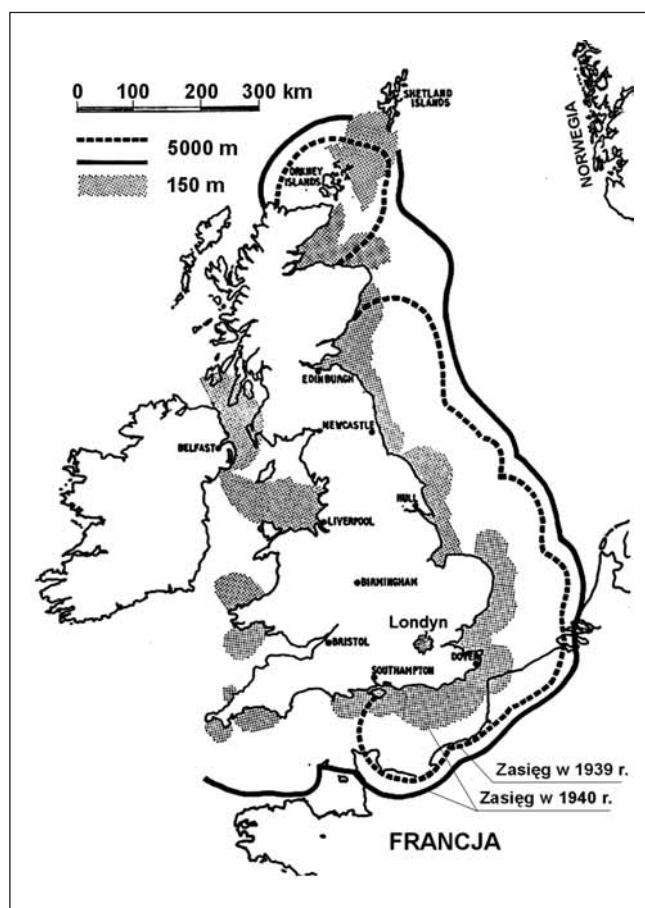 0 100 200 300 km
5000 m
150 m
SHETLAND
ISLANDS
NORWEGIA
ORKNEY
ISLANDS
EDINBURGH
NEWCASTLE
BELFAST
HULL
LIVERPOOL
BIRMINGHAM
Londyn
BRISTOL
DOVER
SOUTHAMPTON
Zasięg w 1939 r.
Zasięg w 1940 r.
FRANCJA